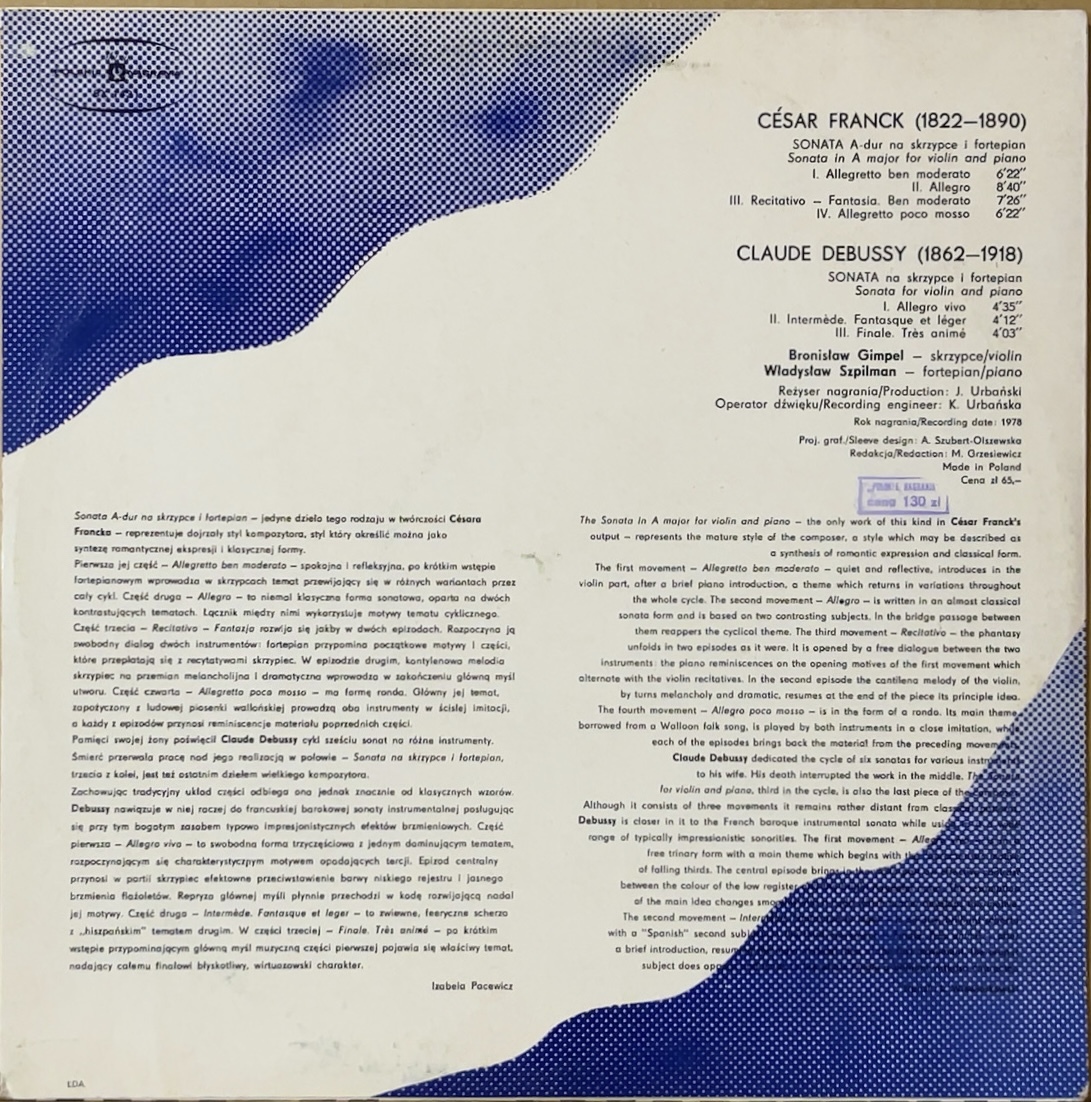 POLSKIE NAGRANIA
CÉSAR FRANCK (1822—1890)
SONATA A-dur na skrzypce i fortepian
Sonata in A major for violin and piano
I. Allegretto ben moderato 6′22″
II. Allegro 8′40″
III. Recitativo — Fantasia. Ben moderato 7′26″
IV. Allegretto poco mosso 6′22″
CLAUDE DEBUSSY (1862—1918)
SONATA na skrzypce i fortepian
Sonata for violin and piano
I. Allegro vivo 4′35″
II. Intermède. Fantasque et léger 4′12″
III. Finale. Très animé 4′03″
Bronisław Gimpel — skrzypce/violin
Władysław Szpilman — fortepian/piano
Reżyser nagrania/Production: J. Urbański
Operator dźwięku/Recording engineer: K. Urbańska
Rok nagrania/Recording date: 1978
Proj. graf./Sleeve design: A. Szubert-Olszewska
Redakcja/Redaction: M. Grzesiewicz
Made in Poland
Cena zł 65,—
130 zł
Sonata A-dur na skrzypce i fortepian — jedyne dzieło tego rodzaju w twórczości Césara
Francka — reprezentuje dojrzały styl kompozytora, styl który określić można jako
syntezę romantycznej ekspresji i klasycznej formy.
Pierwsza jej część — Allegretto ben moderato — spokojna i refleksyjna, po krótkim wstępie
fortepianowym wprowadza w skrzypcach temat przewijający się w różnych wariantach przez
cały cykl. Część druga — Allegro — to niemal klasyczna forma sonatowa, oparta na dwóch
kontrastujących tematach. Łącznik między nimi wykorzystuje motywy tematu cyklicznego.
Część trzecia — Recitativo — Fantazja rozwija się jakby w dwóch epizodach. Rozpoczyna ją
swobodny dialog dwóch instrumentów: fortepian przypomina początkowe motywy I części,
które przeplatają się z recytatywami skrzypiec. W epizodzie drugim, kantylenowa melodia
skrzypiec na przemian melancholijna i dramatyczna wprowadza w zakończeniu główną myśl
utworu. Część czwarta — Allegretto poco mosso — ma formę ronda. Główny jej temat,
zapożyczony z ludowej piosenki wallońskiej prowadzą oba instrumenty w ścisłej imitacji,
a każdy z epizodów przynosi reminiscencje materiału poprzednich części.
Pamięci swojej żony poświęcił Claude Debussy cykl sześciu sonat na różne instrumenty.
Śmierć przerwała pracę nad jego realizacją w połowie — Sonata na skrzypce i fortepian,
trzecia z kolei, jest też ostatnim dziełem wielkiego kompozytora.
Zachowując tradycyjny układ części odbiega ona jednak znacznie od klasycznych wzorów.
Debussy nawiązuje w niej raczej do francuskiej barokowej sonaty instrumentalnej posługując
się przy tym bogatym zasobem typowo impresjonistycznych efektów brzmieniowych. Część
pierwsza — Allegro vivo — to swobodna forma trzyczęściowa z jednym dominującym tematem,
rozpoczynającym się charakterystycznym motywem opadających tercji. Epizod centralny
przynosi w partii skrzypiec efektowne przeciwstawienie barwy niskiego rejestru i jasnego
brzmienia flażoletów. Repryza głównej myśli płynnie przechodzi w kodę rozwijającą nadal
jej motywy. Część druga — Intermède. Fantasque et leger — to zwiewne, feeryczne scherzo
z „hiszpańskim” tematem drugim. W części trzeciej — Finale. Très animé — po krótkim
wstępie przypominającym główną myśl muzyczną części pierwszej pojawia się właściwy temat,
nadający całemu finałowi błyskotliwy, wirtuozowski charakter.
Izabela Pacewicz
The Sonata in A major for violin and piano — the only work of this kind in César Franck's
output — represents the mature style of the composer, a style which may be described as
a synthesis of romantic expression and classical form.
The first movement — Allegretto ben moderato — quiet and reflective, introduces in the
violin part, after a brief piano introduction, a theme which returns in variations throughout
the whole cycle. The second movement — Allegro — is written in an almost classical
sonata form and is based on two contrasting subjects. In the bridge passage between
them reappers the cyclical theme. The third movement — Recitativo — the phantasy
unfolds in two episodes as it were. It is opened by a free dialogue between the two
instruments: the piano reminiscences on the opening motives of the first movement which
alternate with the violin recitatives. In the second episode the cantilena melody of the violin,
by turns melancholy and dramatic, resumes at the end of the piece its principle idea.
The fourth movement — Allegro poco mosso — is in the form of a rondo. Its main theme,
borrowed from a Walloon folk song, is played by both instruments in a close imitation, while
each of the episodes brings back the material from the preceding movements.
Claude Debussy dedicated the cycle of six sonatas for various instruments
to his wife. His death interrupted the work in the middle. The Sonata
for violin and piano, third in the cycle, is also the last piece of the composer.
Although it consists of three movements it remains rather distant from
Debussy is closer in it to the French baroque instrumental sonata while
range of typically impressionistic sonorities. The first movement —
free trinary form with a main theme which begins with
of falling thirds. The central episode brings
between the colour of the low register
of the main idea changes
The second movement —
with a "Spanish" second
a brief introduction,
subject does
LDA